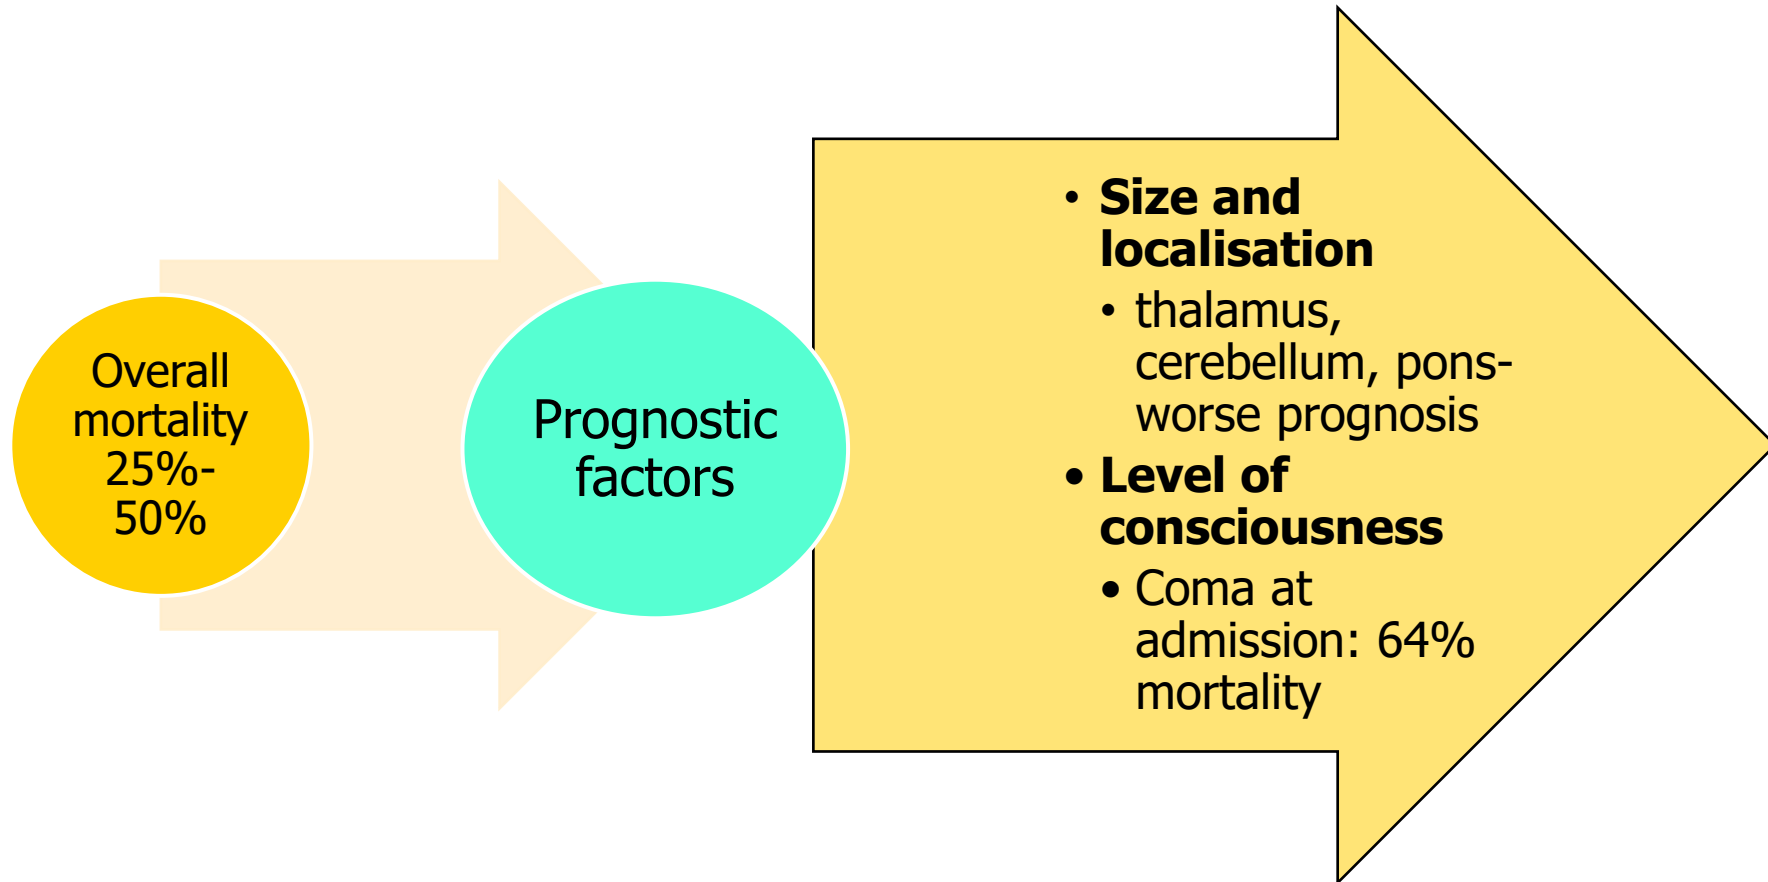 Overall
mortality
25%-
50%
Prognostic
factors
• Size and
localisation
• thalamus,
cerebellum, pons-
worse prognosis
• Level of
consciousness
• Coma at
admission: 64%
mortality